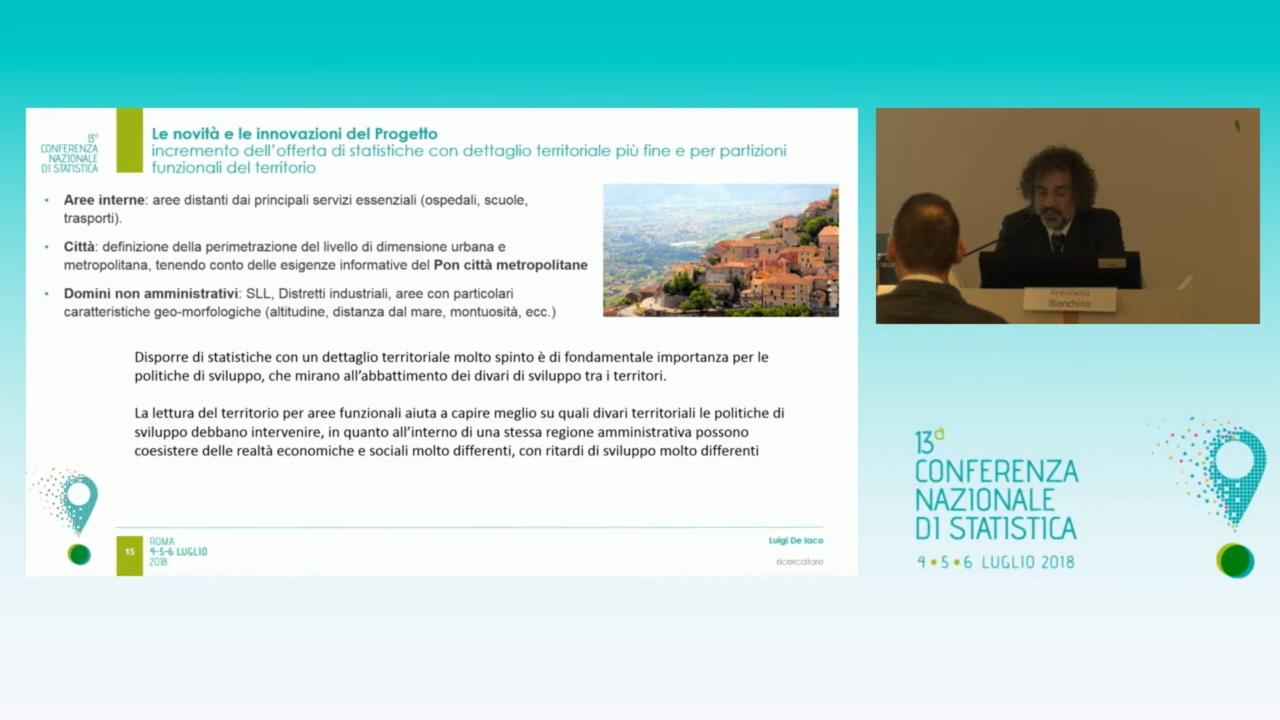 13a
CONFERENZA
NAZIONALE
DI STATISTICA
Le novità e le innovazioni del Progetto
incremento dell'offerta di statistiche con dettaglio territoriale più fine e per partizioni
funzionali del territorio
• Aree interne: aree distanti dai principali servizi essenziali (ospedali, scuole,
trasporti).
• Città: definizione della perimetrazione del livello di dimensione urbana e
metropolitana, tenendo conto delle esigenze informative del Pon città metropolitane
• Domini non amministrativi: SLL, Distretti industriali, aree con particolari
caratteristiche geo-morfologiche (altitudine, distanza dal mare, montuosità, ecc.)
Disporre di statistiche con un dettaglio territoriale molto spinto è di fondamentale importanza per le
politiche di sviluppo, che mirano all'abbattimento dei divari di sviluppo tra i territori.
La lettura del territorio per aree funzionali aiuta a capire meglio su quali divari territoriali le politiche di
sviluppo debbano intervenire, in quanto all'interno di una stessa regione amministrativa possono
coesistere delle realtà economiche e sociali molto differenti, con ritardi di sviluppo molto differenti
15
ROMA
4-5-6 LUGLIO
2018
Luigi De Iaco
ricercatore
Antonella
Bianchino
13a
CONFERENZA
NAZIONALE
DI STATISTICA
4 • 5 • 6 LUGLIO 2018